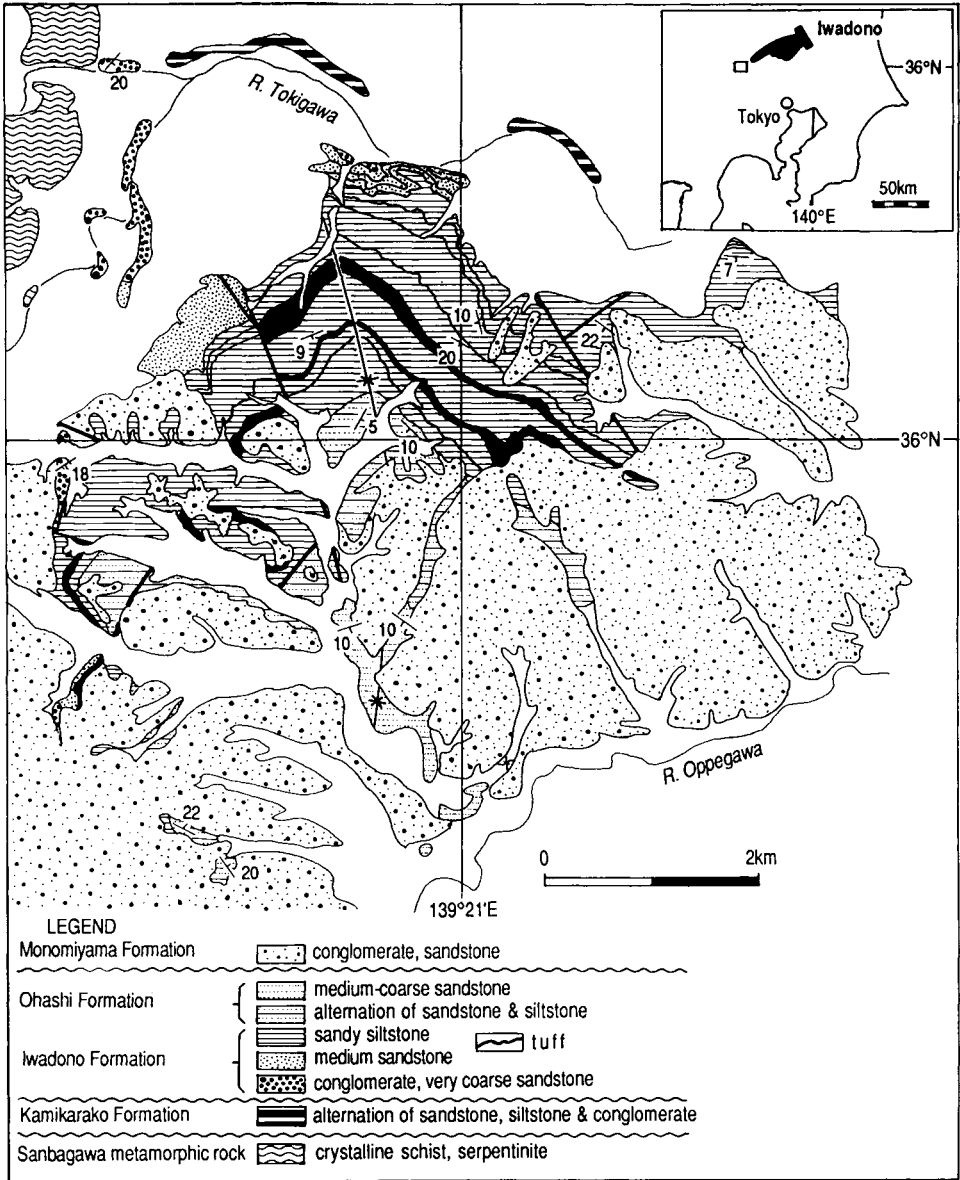 Iwadono
36°N
Tokyo
50km
140°E
20
R. Tokigawa
7
10
22
9
20
5
10
36°N
18
10
10
R. Oppegawa
22
20
0 2km
139°21'E
LEGEND
Monomiyama Formation conglomerate, sandstone
Ohashi Formation medium-coarse sandstone
alternation of sandstone & siltstone
Iwadono Formation sandy siltstone tuff
medium sandstone
conglomerate, very coarse sandstone
Kamikarako Formation alternation of sandstone, siltstone & conglomerate
Sanbagawa metamorphic rock crystalline schist, serpentinite